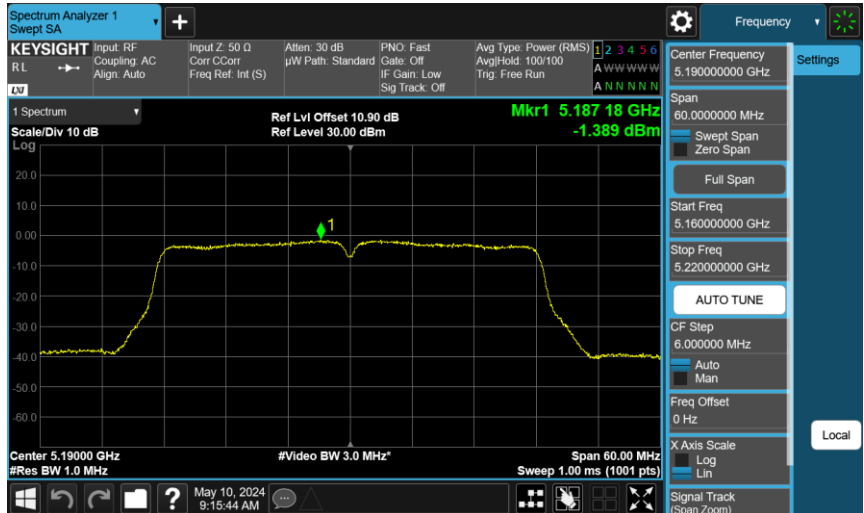 Spectrum Analyzer 1
Swept SA
+
Frequency
KEYSIGHT
RL
LXI
Input: RF
Coupling: AC
Align: Auto
Input Z: 50 Ω
Corr CCorr
Freq Ref: Int (S)
Atten: 30 dB
µW Path: Standard
PNO: Fast
Gate: Off
IF Gain: Low
Sig Track: Off
Avg Type: Power (RMS)
Avg|Hold: 100/100
Trig: Free Run
1 2 3 4 5 6
A W W W W W
A N N N N N
1 Spectrum
Scale/Div 10 dB
Log
Ref Lvl Offset 10.90 dB
Ref Level 30.00 dBm
Mkr1 5.187 18 GHz
-1.389 dBm
20.0
10.0
0.00
-10.0
-20.0
-30.0
-40.0
-50.0
-60.0
1
Center 5.19000 GHz
#Res BW 1.0 MHz
#Video BW 3.0 MHz*
Span 60.00 MHz
Sweep 1.00 ms (1001 pts)
?
May 10, 2024
9:15:44 AM
Center Frequency
5.190000000 GHz
Span
60.0000000 MHz
Swept Span
Zero Span
Full Span
Start Freq
5.160000000 GHz
Stop Freq
5.220000000 GHz
AUTO TUNE
CF Step
6.000000 MHz
Auto
Man
Freq Offset
0 Hz
X Axis Scale
Log
Lin
Signal Track
(Span Zoom)
Settings
Local